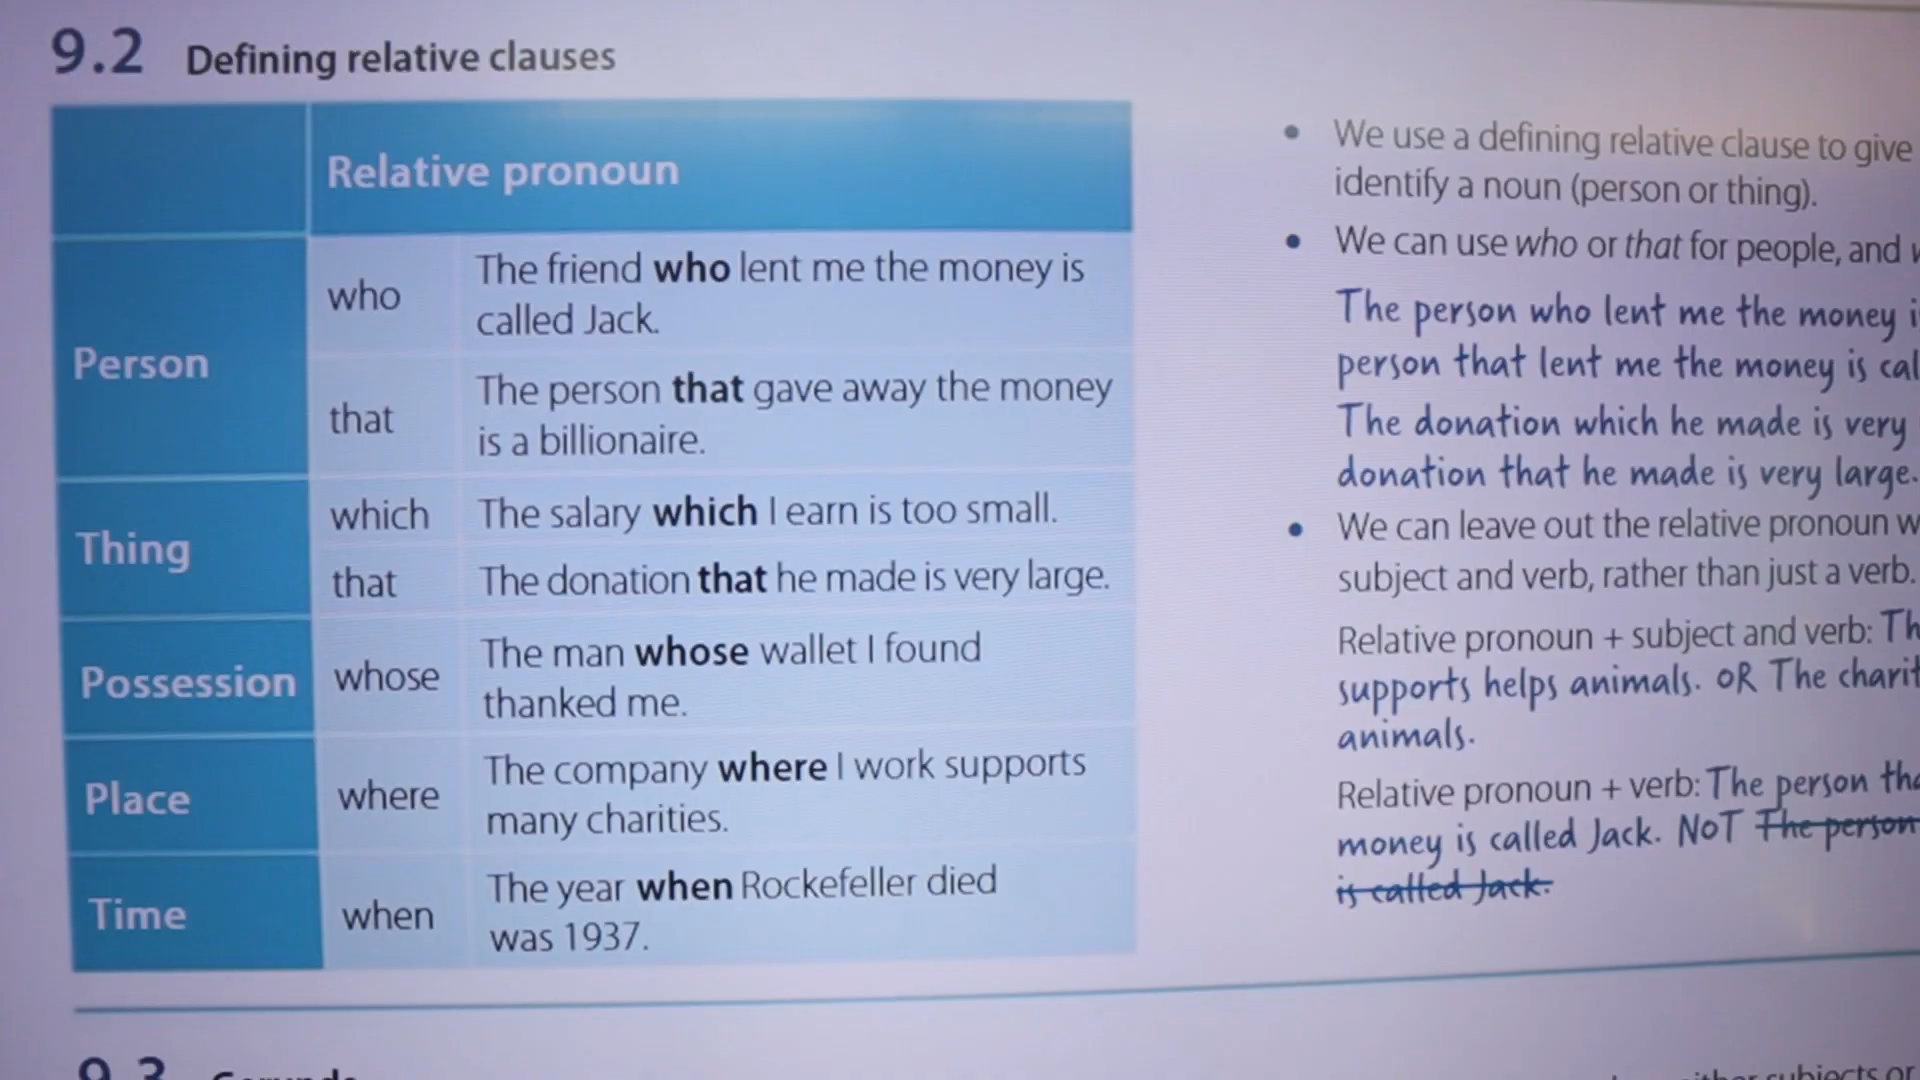 9.2 Defining relative clauses
Relative pronoun
Person
who
The friend who lent me the money is
called Jack.
that
The person that gave away the money
is a billionaire.
Thing
which
The salary which I earn is too small.
that
The donation that he made is very large.
Possession
whose
The man whose wallet I found
thanked me.
Place
where
The company where I work supports
many charities.
Time
when
The year when Rockefeller died
was 1937.
• We use a defining relative clause to give
identify a noun (person or thing).
• We can use who or that for people, and
The person who lent me the money
person that lent me the money is
The donation which he made is very
donation that he made is very large.
• We can leave out the relative pronoun
subject and verb, rather than just a verb.
Relative pronoun + subject and verb:
supports helps animals. OR The
animals.
Relative pronoun + verb: The person
money is called Jack. NOT The person
is called Jack.
9.3 Gerunds
subjects or